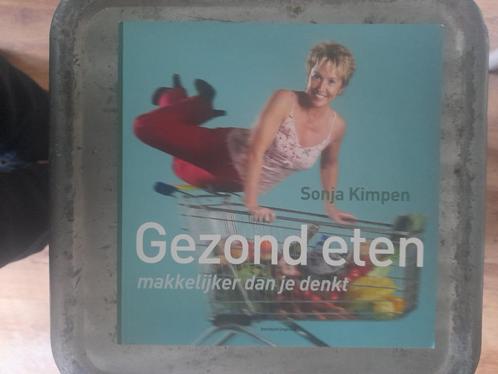 Sonja Kimpen
Gezond eten
makkelijker dan je denkt